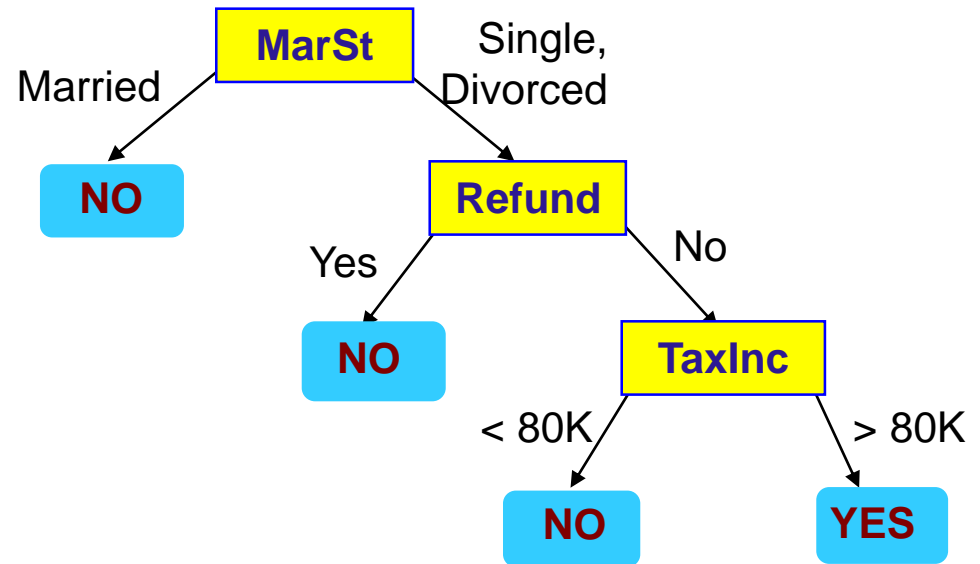 MarSt
Single,
Divorced
Married
NO
Refund
Yes
No
NO
TaxInc
< 80K
> 80K
NO
YES